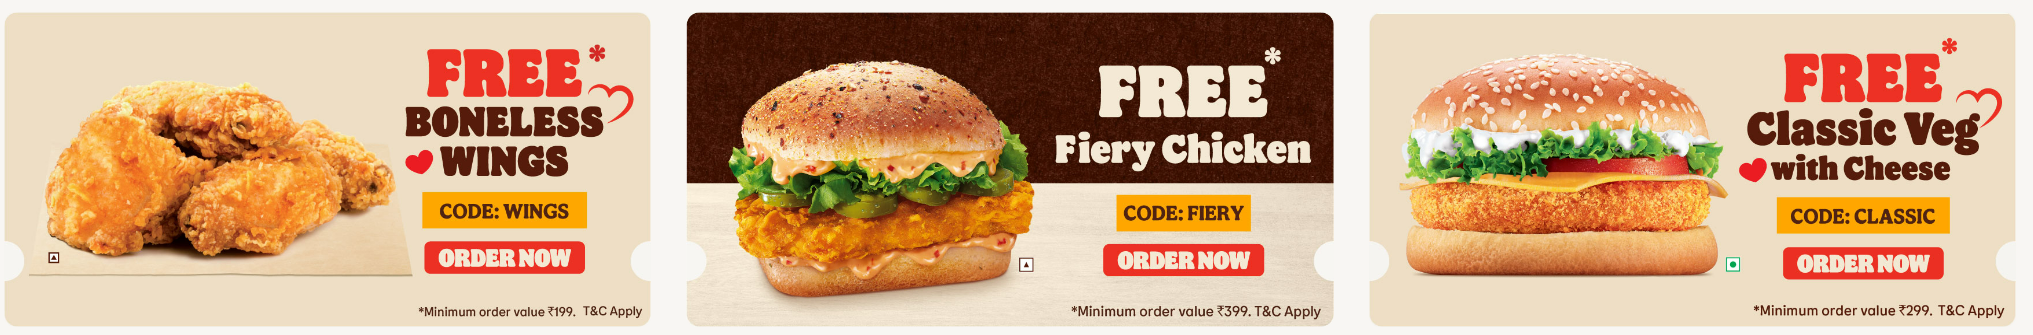 FREE*
BONELESS
WINGS
CODE: WINGS
ORDER NOW
*Minimum order value ₹199. T&C Apply
FREE*
Fiery Chicken
CODE: FIERY
ORDER NOW
*Minimum order value ₹399. T&C Apply
FREE*
Classic Veg
with Cheese
CODE: CLASSIC
ORDER NOW
*Minimum order value ₹299. T&C Apply